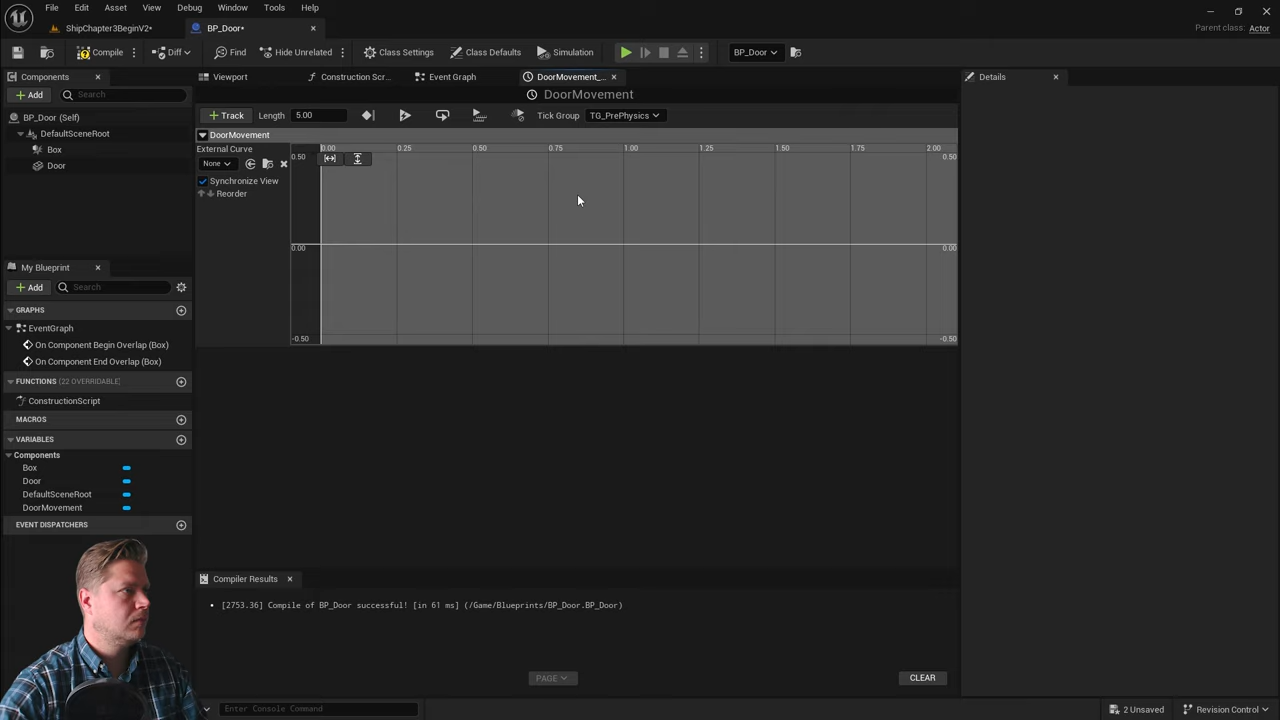 File Edit Asset View Debug Window Tools Help
ShipChapter3BeginV2*
BP_Door*
Parent class: Actor
Compile
Diff
Find
Hide Unrelated
Class Settings
Class Defaults
Simulation
BP_Door
Components
Viewport
Construction Scr...
Event Graph
DoorMovement_...
Details
Add
Search
DoorMovement
BP_Door (Self)
Track
Length
5.00
Tick Group
TG_PrePhysics
DefaultSceneRoot
DoorMovement
Box
External Curve
0.00 0.25 0.50 0.75 1.00 1.25 1.50 1.75 2.00
Door
None
0.50
0.50
Synchronize View
Reorder
0.00
0.00
My Blueprint
Add
Search
GRAPHS
EventGraph
-0.50
-0.50
On Component Begin Overlap (Box)
On Component End Overlap (Box)
FUNCTIONS (22 OVERRIDABLE)
ConstructionScript
MACROS
VARIABLES
Components
Box
Door
DefaultSceneRoot
DoorMovement
EVENT DISPATCHERS
Compiler Results
[2753.36] Compile of BP_Door successful! [in 61 ms] (/Game/Blueprints/BP_Door.BP_Door)
PAGE
CLEAR
Enter Console Command
2 Unsaved
Revision Control